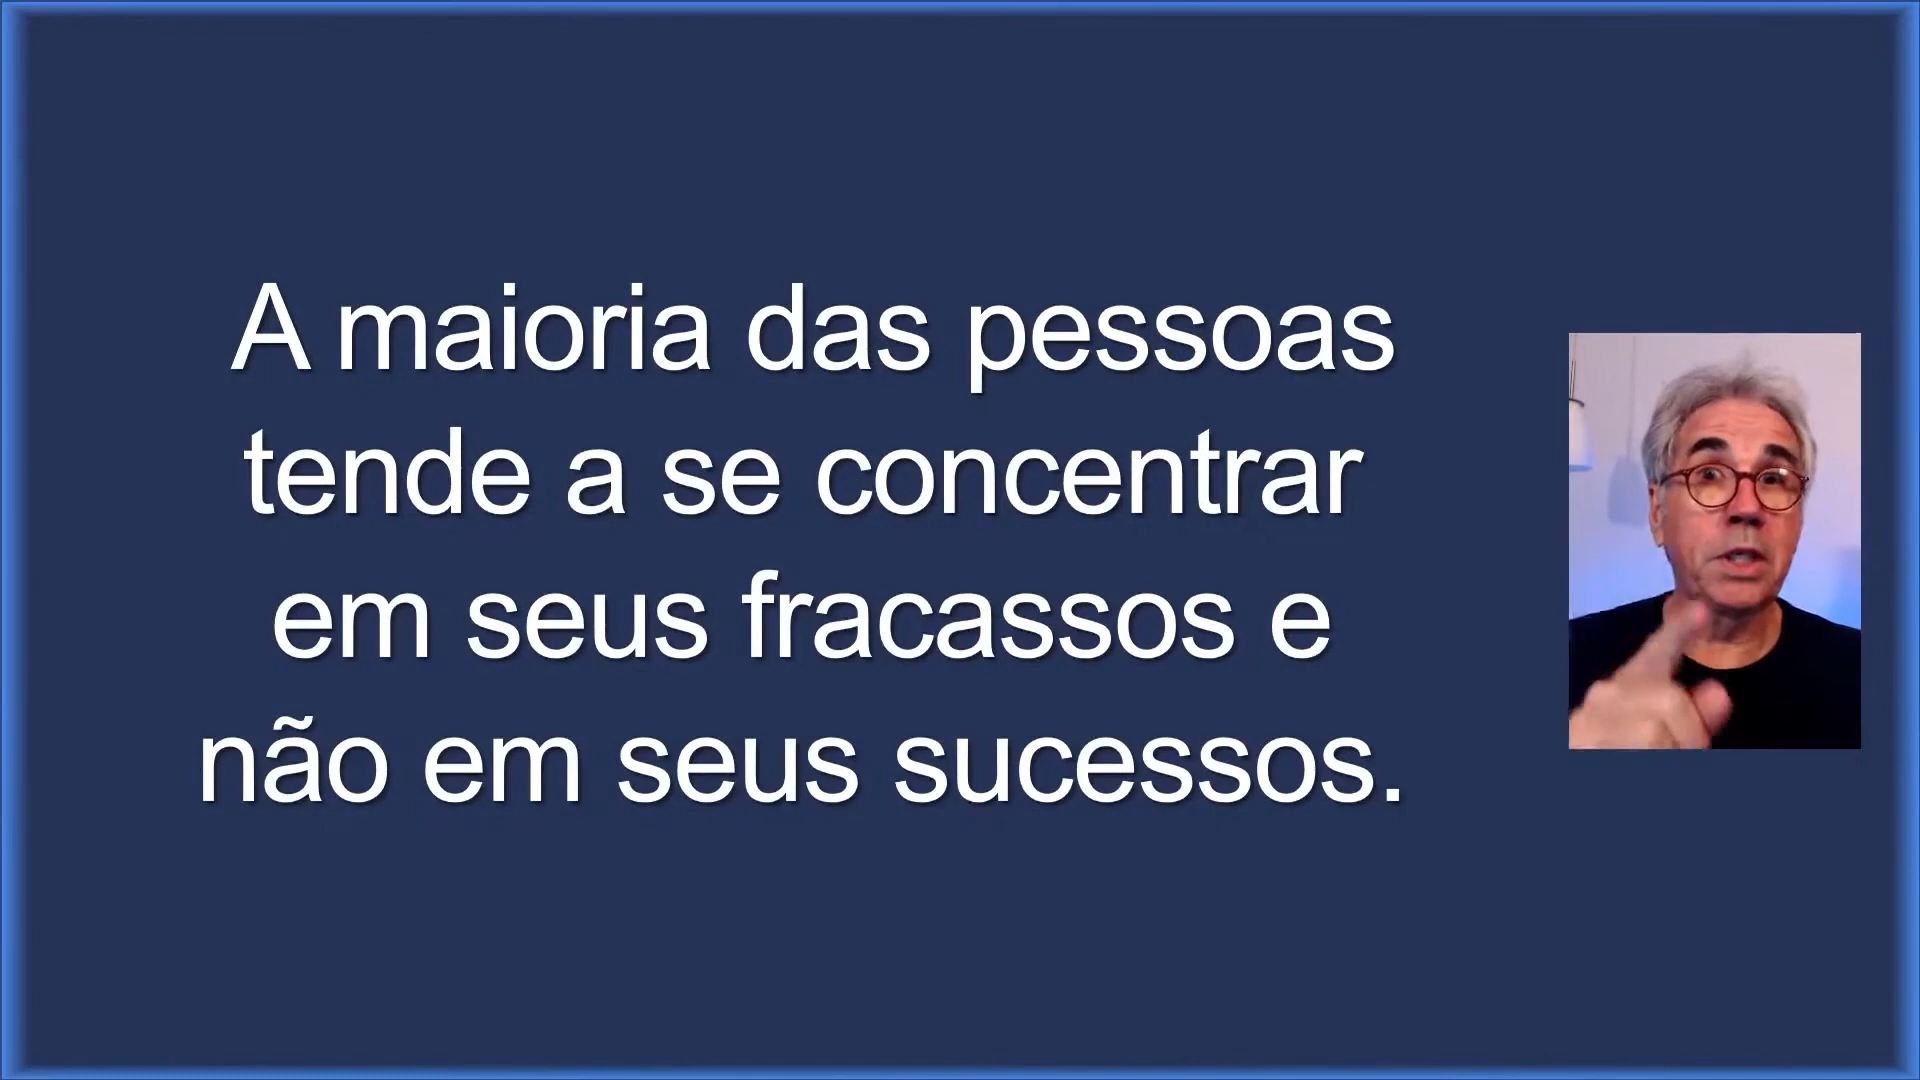 A maioria das pessoas
tende a se concentrar
em seus fracassos e
não em seus sucessos.